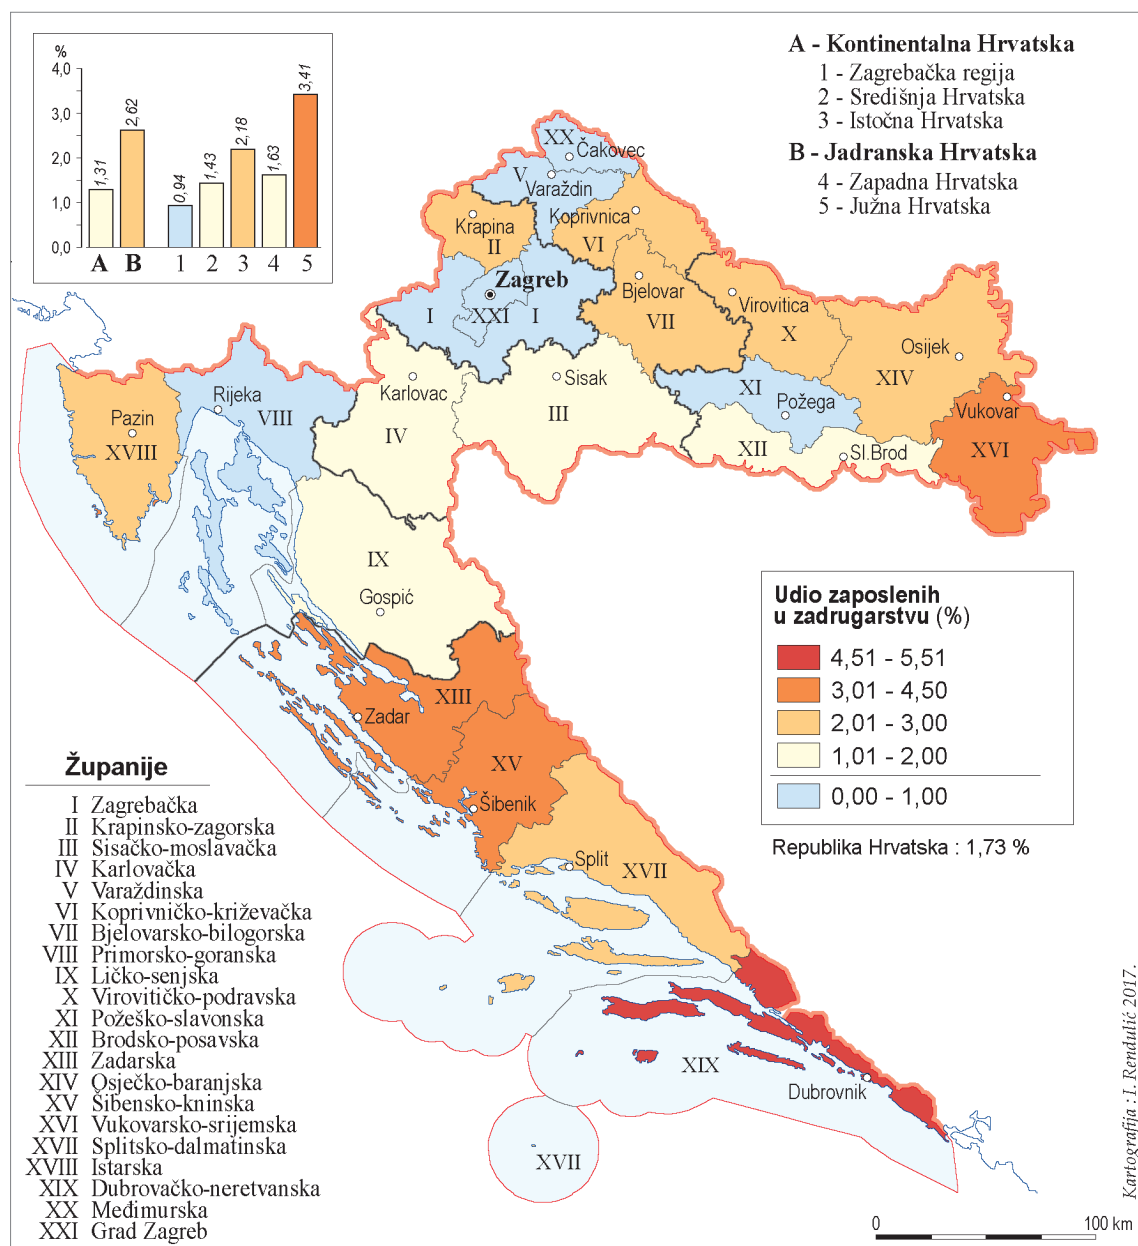 %
4,0
3,0
2,0
1,0
0,0
1,31
2,62
0,94
1,43
2,18
1,63
3,41
A B 1 2 3 4 5
A - Kontinentalna Hrvatska
1 - Zagrebačka regija
2 - Središnja Hrvatska
3 - Istočna Hrvatska
B - Jadranska Hrvatska
4 - Zapadna Hrvatska
5 - Južna Hrvatska
XX
Čakovec
V
Varaždin
Krapina
II
Koprivnica
VI
Zagreb
I XXI I
Bjelovar
VII
Virovitica
X
Osijek
XIV
XI
Požega
Vukovar
XVI
XII
Sl.Brod
Sisak
III
Karlovac
IV
Rijeka
VIII
Pazin
XVIII
IX
Gospić
XIII
Zadar
XV
Šibenik
Split
XVII
XIX
Dubrovnik
XVII
Udio zaposlenih
u zadrugarstvu (%)
4,51 - 5,51
3,01 - 4,50
2,01 - 3,00
1,01 - 2,00
0,00 - 1,00
Republika Hrvatska : 1,73 %
Županije
I Zagrebačka
II Krapinsko-zagorska
III Sisačko-moslavačka
IV Karlovačka
V Varaždinska
VI Koprivničko-križevačka
VII Bjelovarsko-bilogorska
VIII Primorsko-goranska
IX Ličko-senjska
X Virovitičko-podravska
XI Požeško-slavonska
XII Brodsko-posavska
XIII Zadarska
XIV Osječko-baranjska
XV Šibensko-kninska
XVI Vukovarsko-srijemska
XVII Splitsko-dalmatinska
XVIII Istarska
XIX Dubrovačko-neretvanska
XX Međimurska
XXI Grad Zagreb
Kartografija : I. Rendulić 2017.
0 100 km